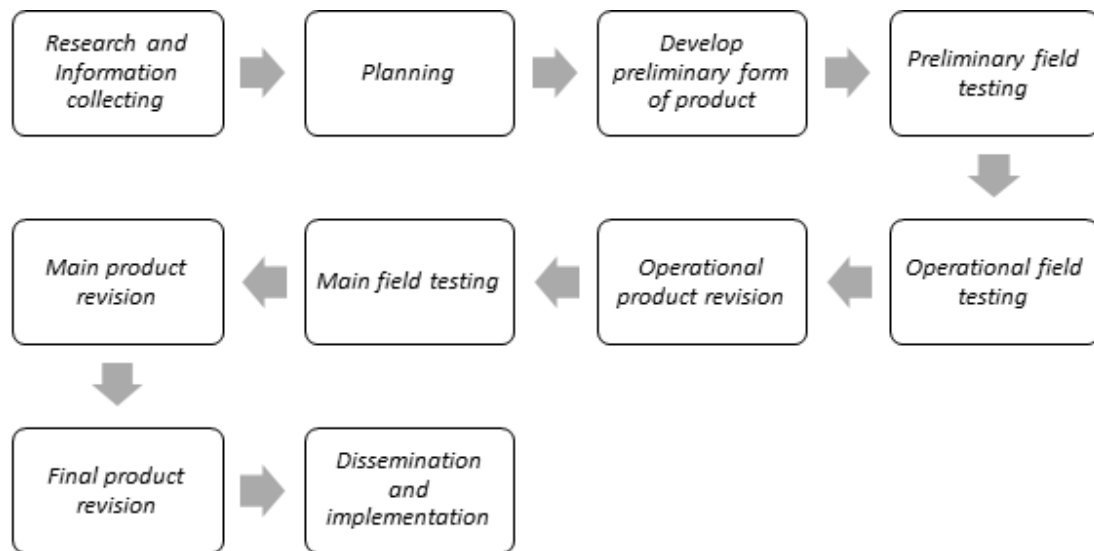 Research and
Information
collecting
Planning
Develop
preliminary form
of product
Preliminary field
testing
Operational field
testing
Operational
product revision
Main field testing
Main product
revision
Final product
revision
Dissemination
and
implementation